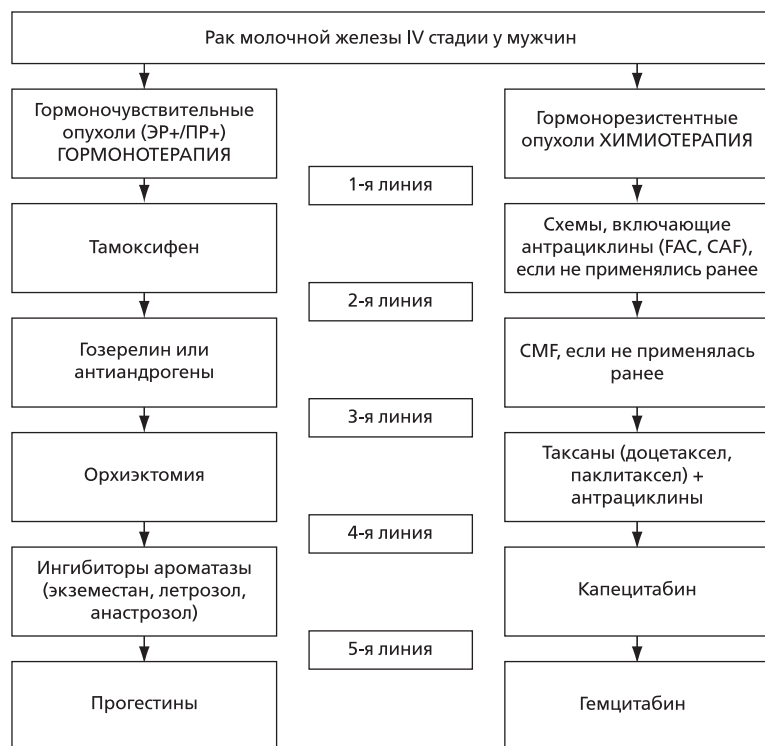 Рак молочной железы IV стадии у мужчин
Гормоночувствительные
опухоли (ЭР+/ПР+)
ГОРМОНОТЕРАПИЯ
Гормонорезистентные
опухоли ХИМИОТЕРАПИЯ
1-я линия
Тамоксифен
Схемы, включающие
антрациклины (FAC, CAF),
если не применялись ранее
2-я линия
Гозерелин или
антиандрогены
CMF, если не применялась
ранее
3-я линия
Орхиэктомия
Таксаны (доцетаксел,
паклитаксел) +
антрациклины
4-я линия
Ингибиторы ароматазы
(экземестан, летрозол,
анастрозол)
Капецитабин
5-я линия
Прогестины
Гемцитабин